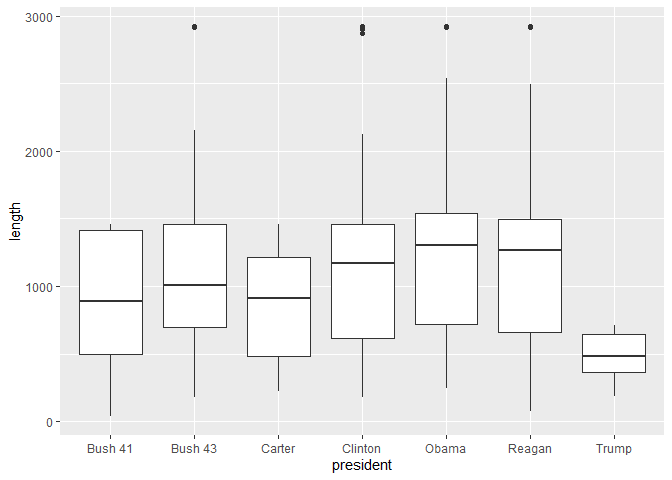 3000
2000
1000
0
length
Bush 41 Bush 43 Carter Clinton Obama Reagan Trump
president